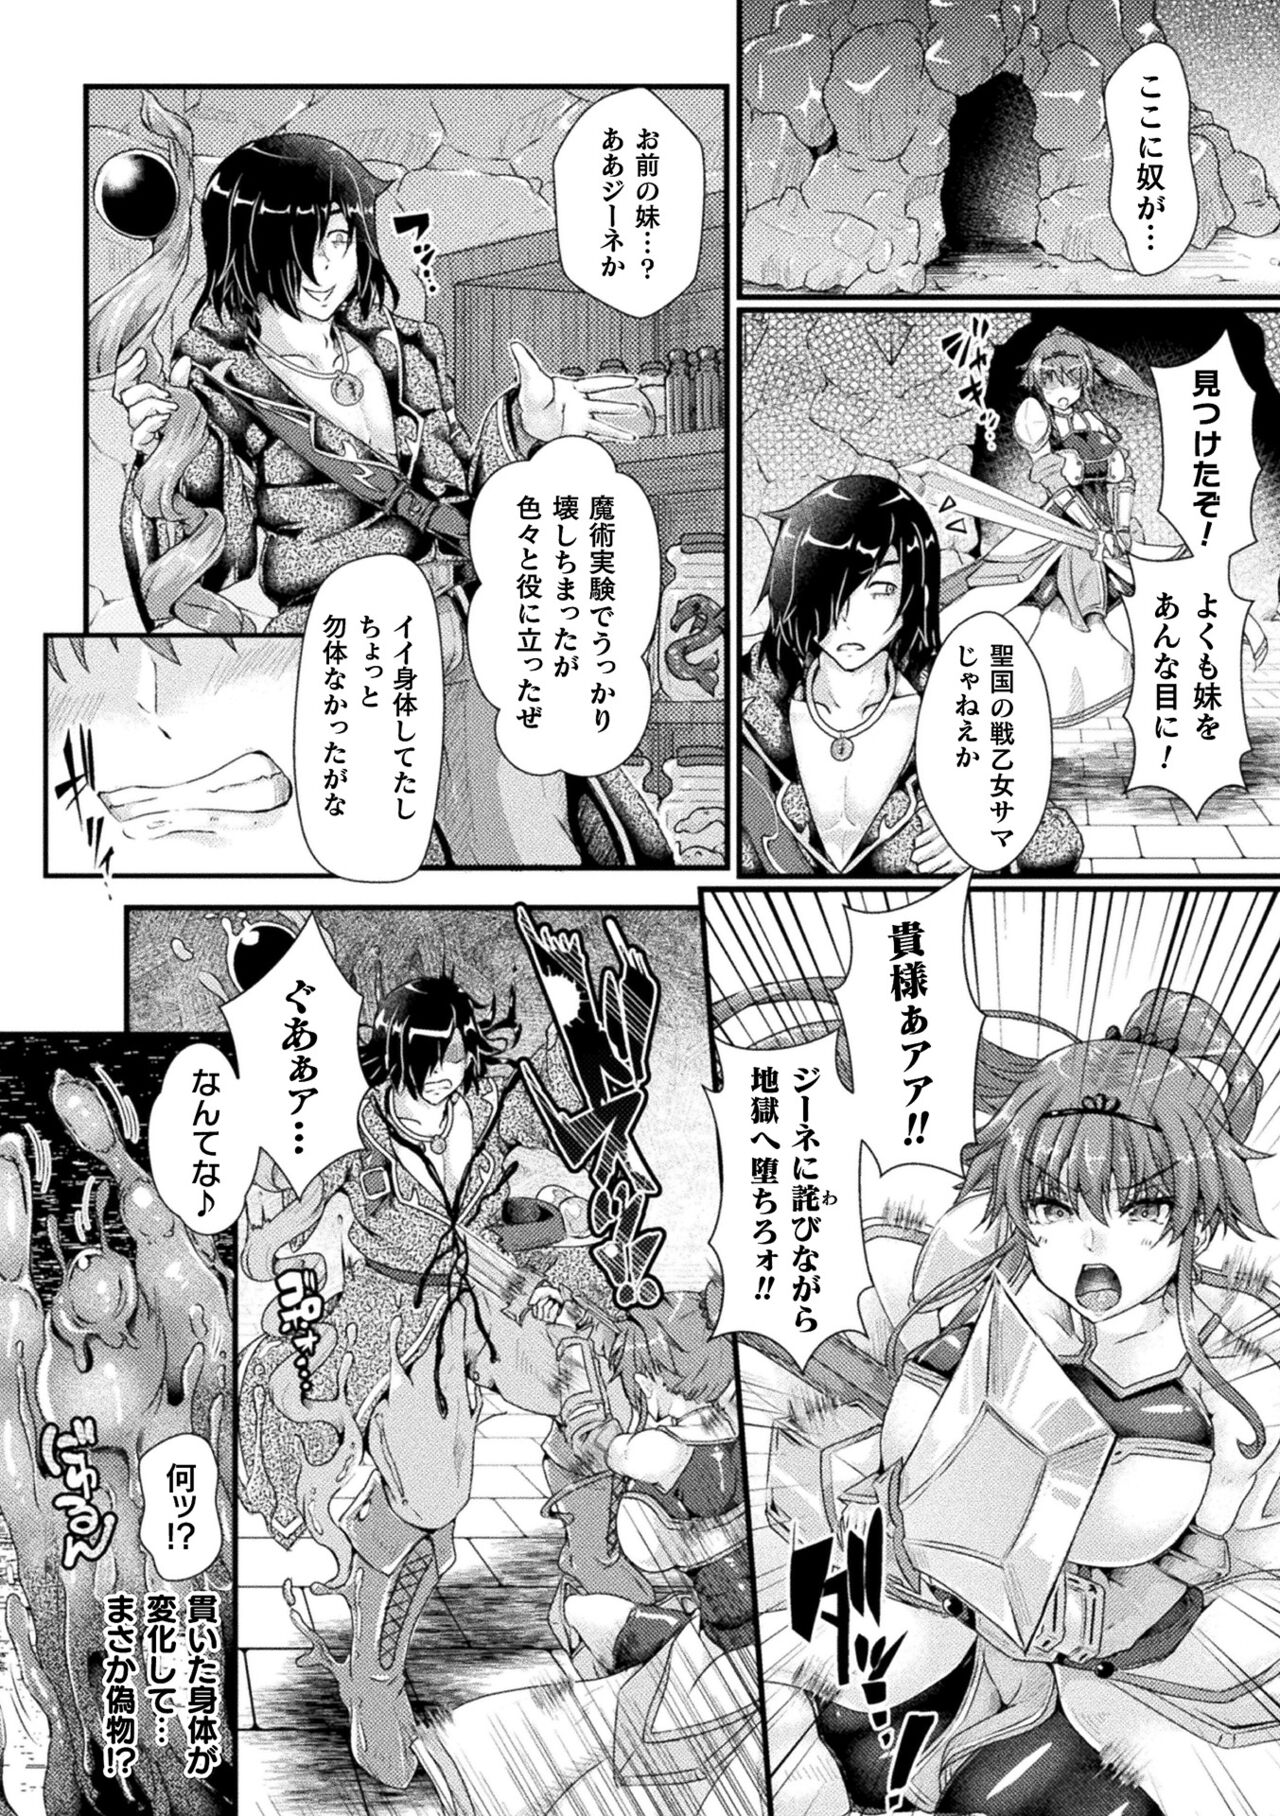 ここに奴が…
見つけたぞ！
よくも妹を
あんな目に！
ジャキ…
聖国の戦乙女サマ
じゃねえか
お前の妹…？
ああジーネか
魔術実験でうっかり
壊しちまったが
色々と役に立ったぜ
イイ身体してたし
ちょっと
勿体なかったがな
貴様ぁアア！！
ジーネに詫びながら
わ
地獄へ堕ちろォ！！
ダッ！
ぐあぁァ…
なんてな♪
何ッ！？
貫いた身体が
変化して…
まさか偽物！？